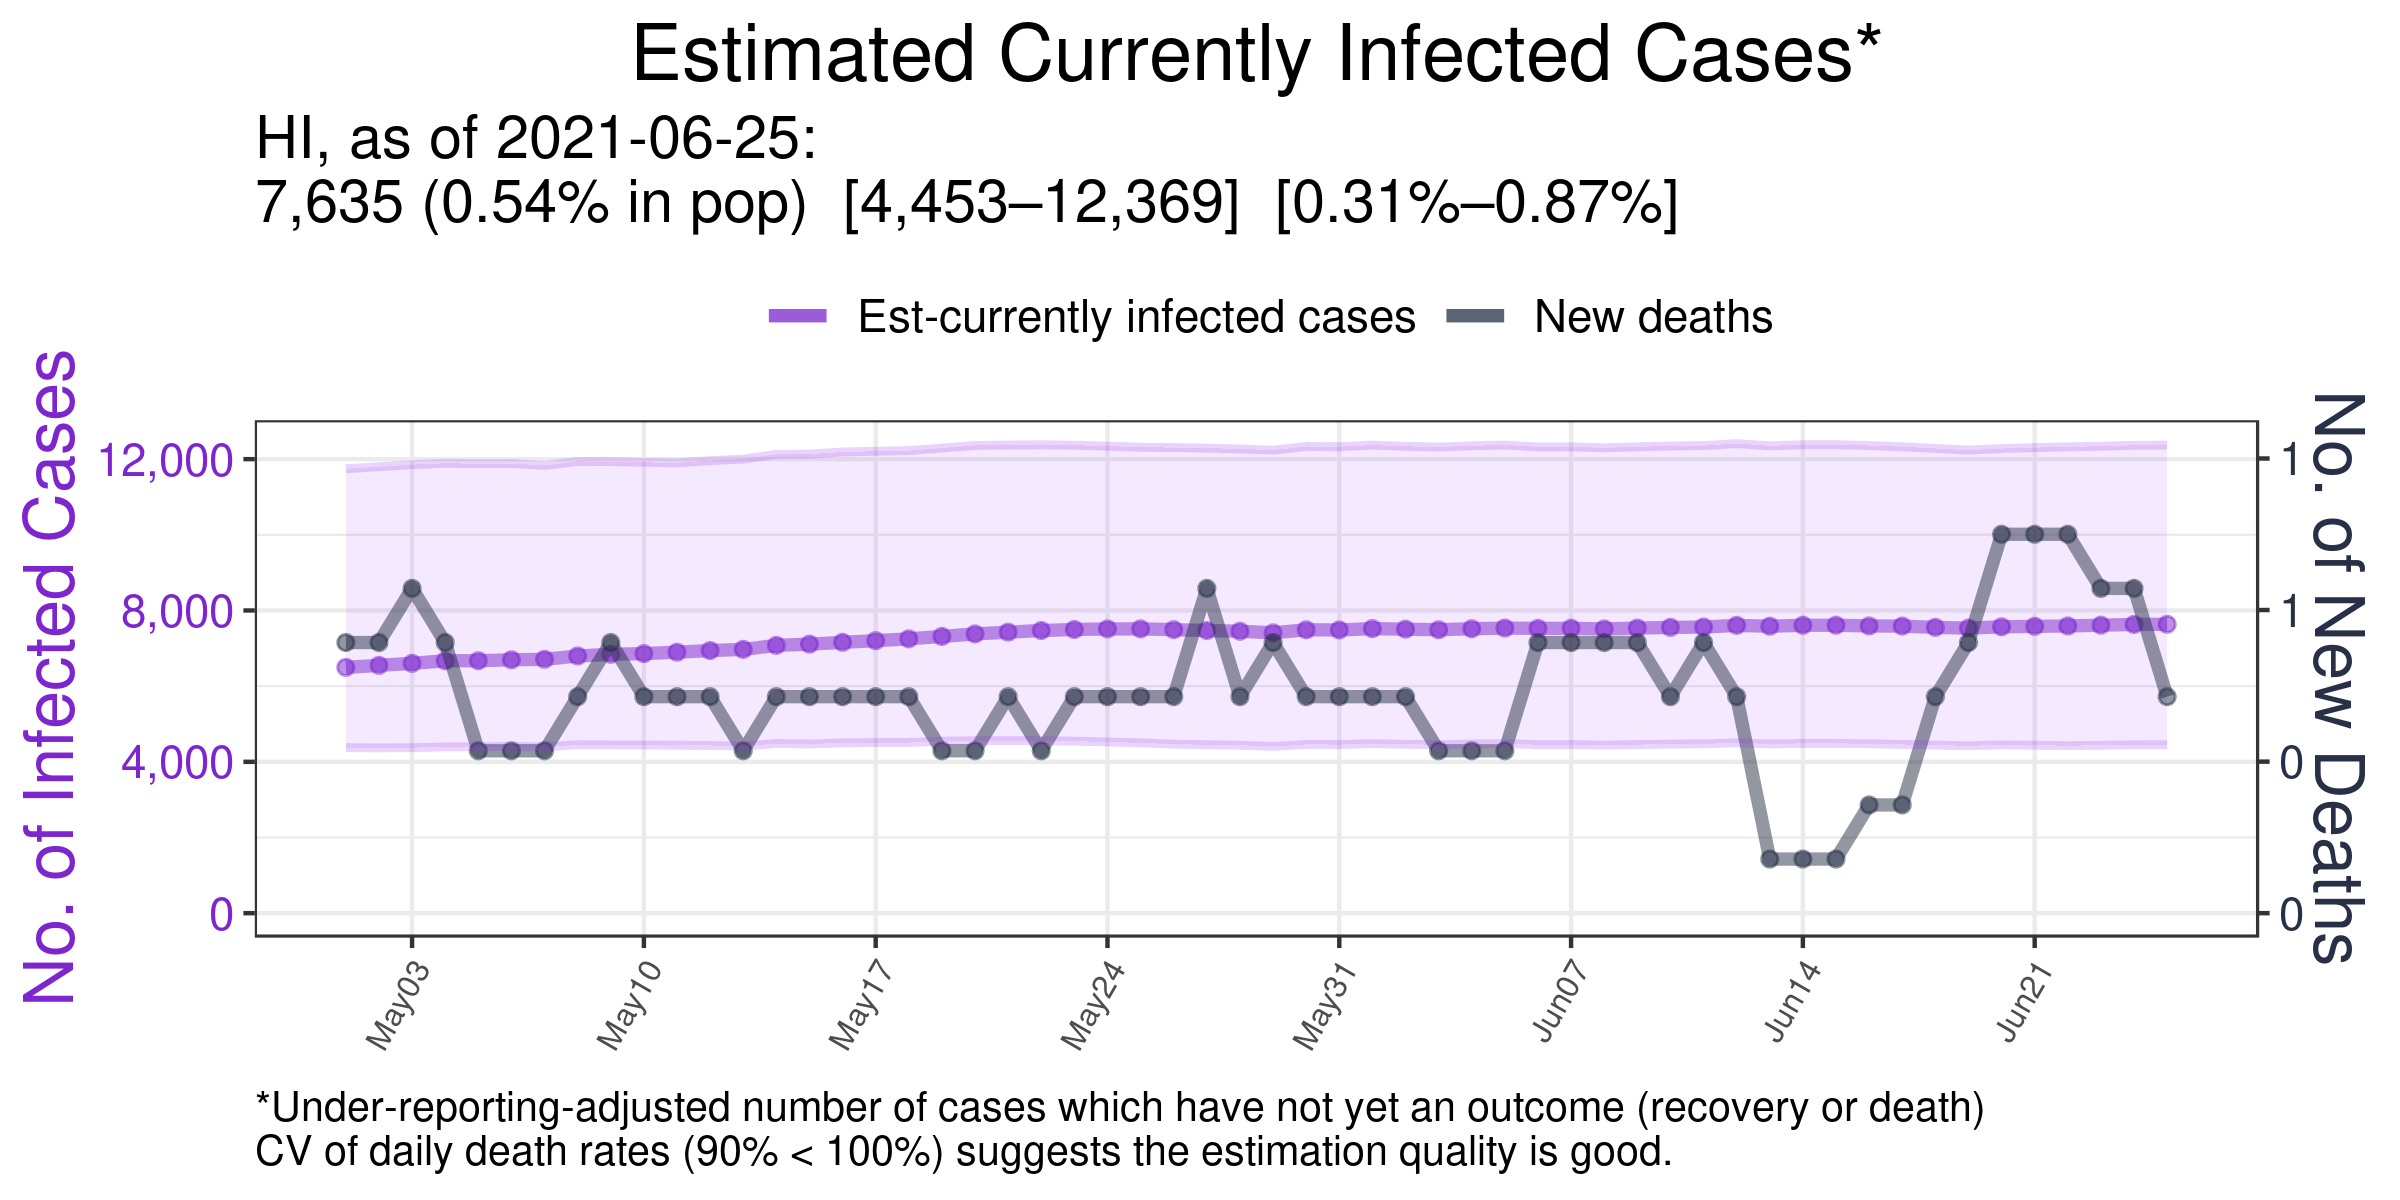 Estimated Currently Infected Cases*
HI, as of 2021-06-25:
7,635 (0.54% in pop)  [4,453–12,369]  [0.31%–0.87%]
Est-currently infected cases
New deaths
No. of Infected Cases
12,000
8,000
4,000
0
1
1
0
0
No. of New Deaths
May03
May10
May17
May24
May31
Jun07
Jun14
Jun21
*Under-reporting-adjusted number of cases which have not yet an outcome (recovery or death)
CV of daily death rates (90% < 100%) suggests the estimation quality is good.